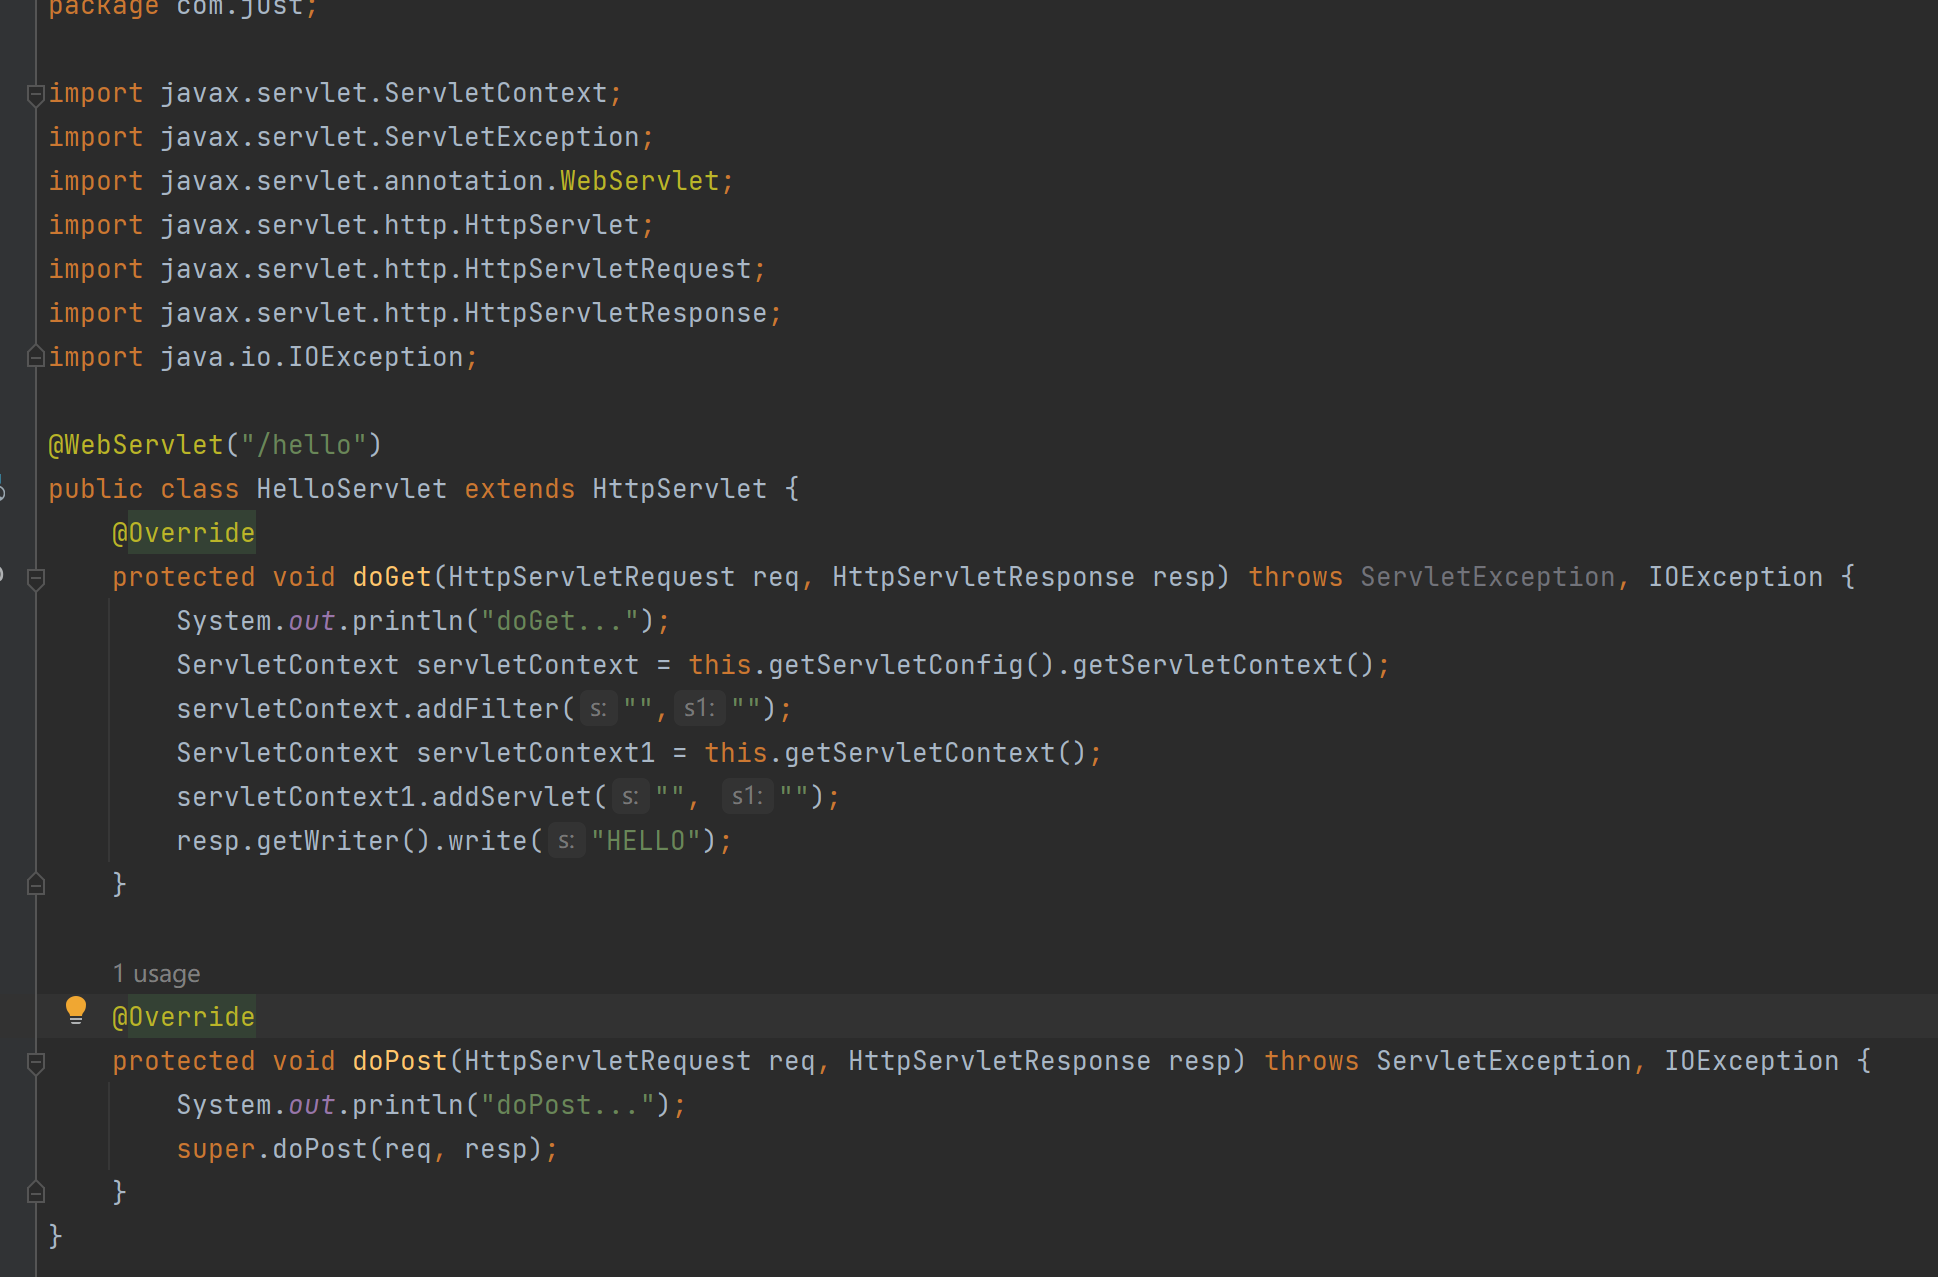 package com.just;
import javax.servlet.ServletContext;
import javax.servlet.ServletException;
import javax.servlet.annotation.WebServlet;
import javax.servlet.http.HttpServlet;
import javax.servlet.http.HttpServletRequest;
import javax.servlet.http.HttpServletResponse;
import java.io.IOException;
@WebServlet("/hello")
public class HelloServlet extends HttpServlet {
@Override
protected void doGet(HttpServletRequest req, HttpServletResponse resp) throws ServletException, IOException {
System.out.println("doGet...");
ServletContext servletContext = this.getServletConfig().getServletContext();
servletContext.addFilter( s: "", s1: "");
ServletContext servletContext1 = this.getServletContext();
servletContext1.addServlet( s: "", s1: "");
resp.getWriter().write( s: "HELLO");
}
1 usage
@Override
protected void doPost(HttpServletRequest req, HttpServletResponse resp) throws ServletException, IOException {
System.out.println("doPost...");
super.doPost(req, resp);
}
}